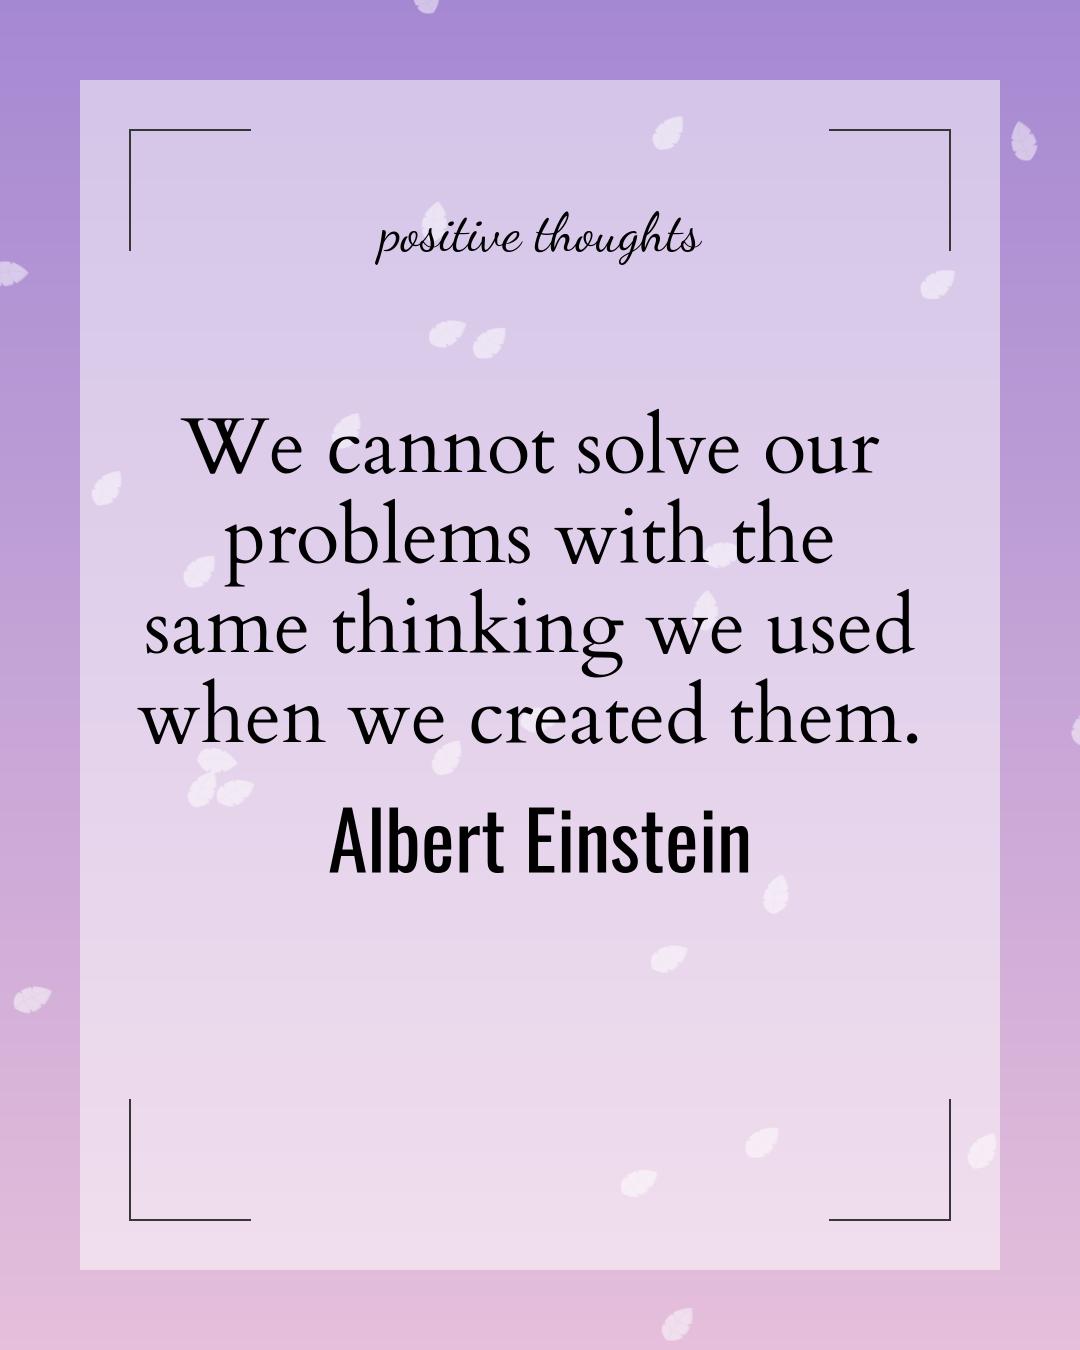 positive thoughts
We cannot solve our
problems with the
same thinking we used
when we created them.
Albert Einstein